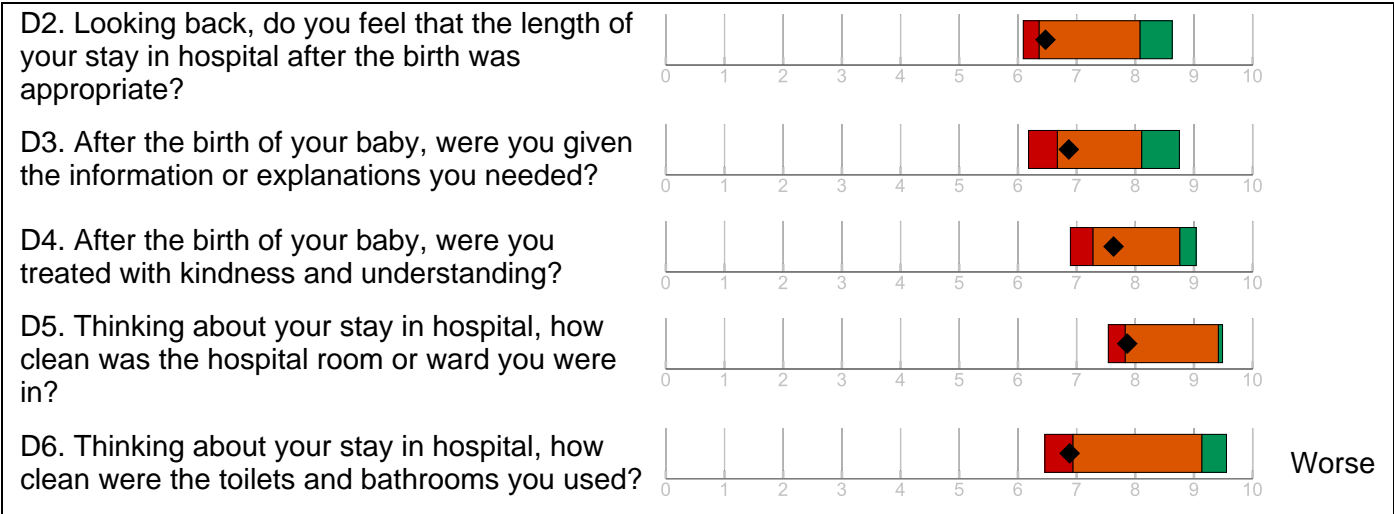 D2. Looking back, do you feel that the length of
your stay in hospital after the birth was
appropriate?
0 1 2 3 4 5 6 7 8 9 10
D3. After the birth of your baby, were you given
the information or explanations you needed?
0 1 2 3 4 5 6 7 8 9 10
D4. After the birth of your baby, were you
treated with kindness and understanding?
0 1 2 3 4 5 6 7 8 9 10
D5. Thinking about your stay in hospital, how
clean was the hospital room or ward you were
in?
0 1 2 3 4 5 6 7 8 9 10
D6. Thinking about your stay in hospital, how
clean were the toilets and bathrooms you used?
0 1 2 3 4 5 6 7 8 9 10
Worse